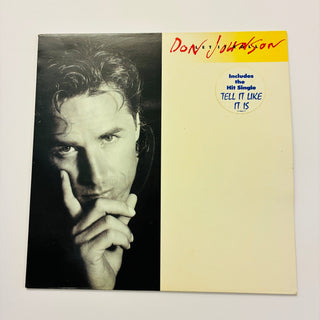 DON JOHNSON
Includes
the
Hit Single
TELL IT LIKE
IT IS